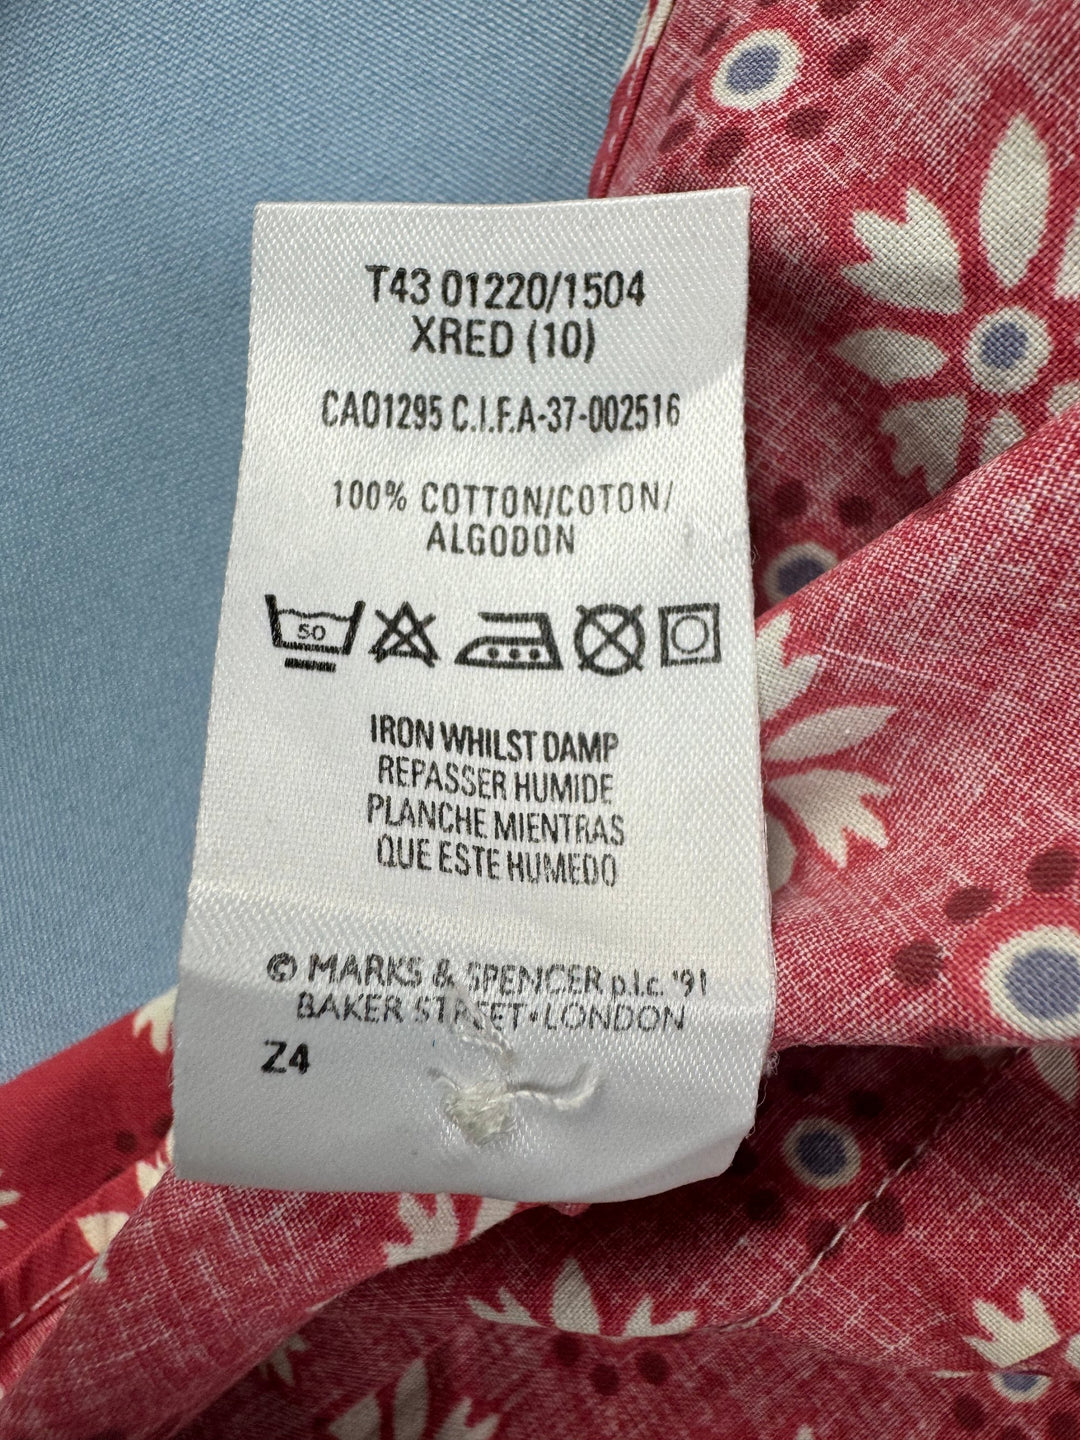 T43 01220/1504
XRED (10)
CA01295 C.I.F.A-37-002516
100% COTTON/COTON/
ALGODON
50
IRON WHILST DAMP
REPASSER HUMIDE
PLANCHE MIENTRAS
QUE ESTE HUMEDO
© MARKS & SPENCER p.l.c. '91
BAKER STREET•LONDON
Z4